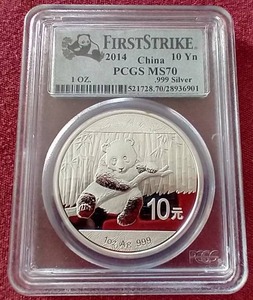 FIRSTSTRIKE
2014 China 10 Yn
PCGS MS70
1 OZ. .999 Silver
521728.70/28936901
10元
1oz Ag .999
PCGS